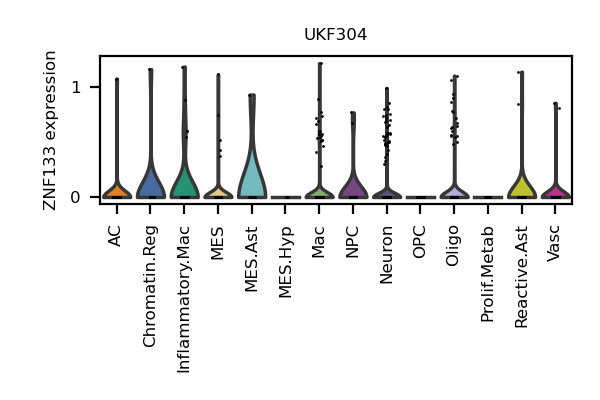 UKF304
ZNF133 expression
1
0
AC
Chromatin.Reg
Inflammatory.Mac
MES
MES.Ast
MES.Hyp
Mac
NPC
Neuron
OPC
Oligo
Prolif.Metab
Reactive.Ast
Vasc